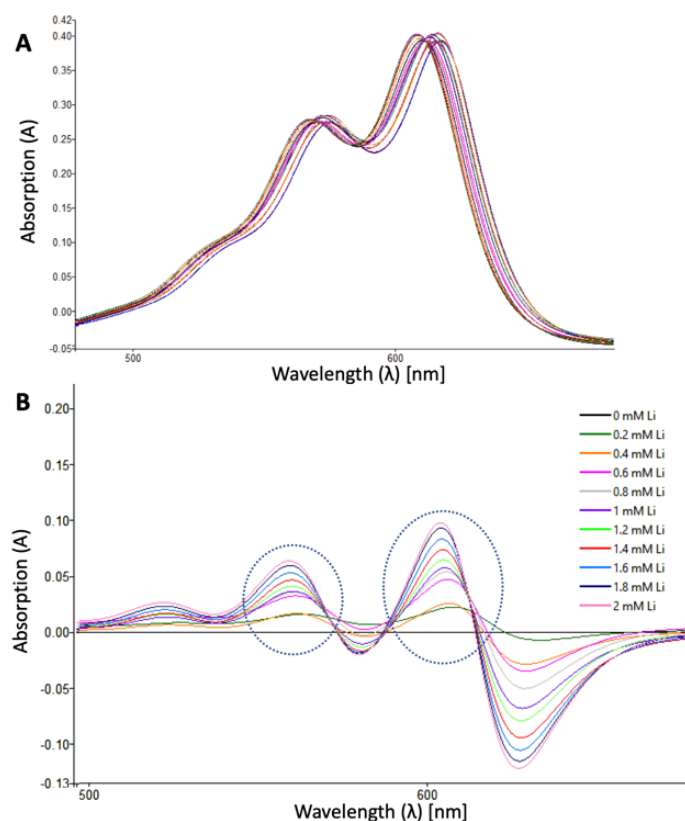 A
0.42
0.40
0.35
0.30
0.25
0.20
0.15
0.10
0.05
0.00
-0.05
Absorption (A)
500
600
Wavelength (λ) [nm]
B
0.20
0.15
0.10
0.05
0.00
-0.05
-0.10
-0.13
Absorption (A)
0 mM Li
0.2 mM Li
0.4 mM Li
0.6 mM Li
0.8 mM Li
1 mM Li
1.2 mM Li
1.4 mM Li
1.6 mM Li
1.8 mM Li
2 mM Li
500
600
Wavelength (λ) [nm]